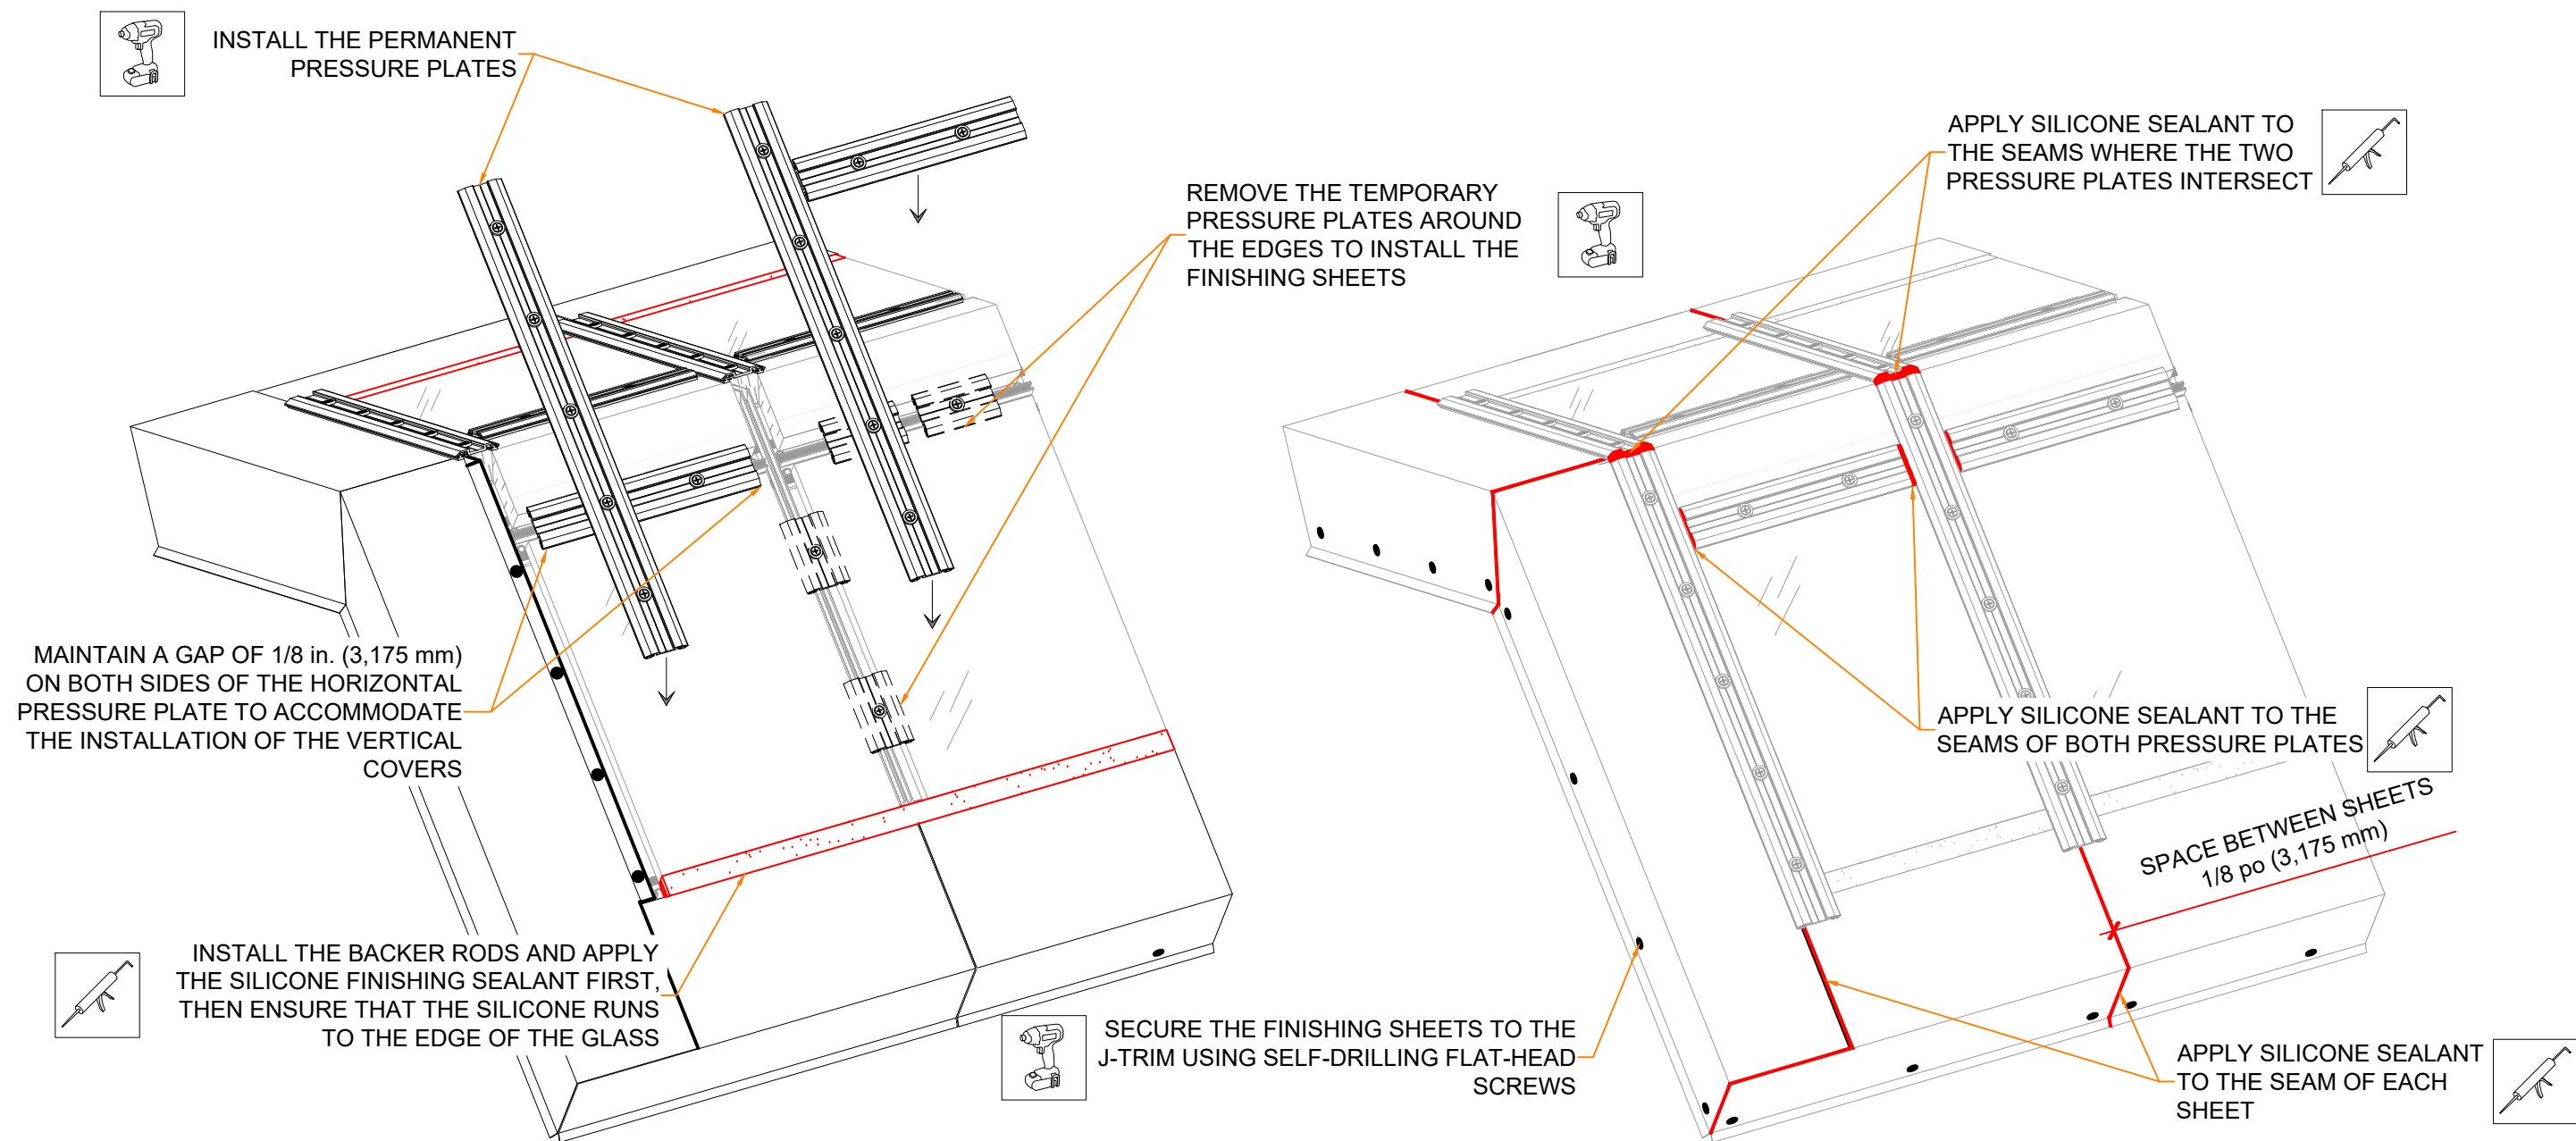 INSTALL THE PERMANENT
PRESSURE PLATES
REMOVE THE TEMPORARY
PRESSURE PLATES AROUND
THE EDGES TO INSTALL THE
FINISHING SHEETS
MAINTAIN A GAP OF 1/8 in. (3,175 mm)
ON BOTH SIDES OF THE HORIZONTAL
PRESSURE PLATE TO ACCOMMODATE
THE INSTALLATION OF THE VERTICAL
COVERS
INSTALL THE BACKER RODS AND APPLY
THE SILICONE FINISHING SEALANT FIRST,
THEN ENSURE THAT THE SILICONE RUNS
TO THE EDGE OF THE GLASS
APPLY SILICONE SEALANT TO
THE SEAMS WHERE THE TWO
PRESSURE PLATES INTERSECT
APPLY SILICONE SEALANT TO THE
SEAMS OF BOTH PRESSURE PLATES
SPACE BETWEEN SHEETS
1/8 po (3,175 mm)
SECURE THE FINISHING SHEETS TO THE
J-TRIM USING SELF-DRILLING FLAT-HEAD
SCREWS
APPLY SILICONE SEALANT
TO THE SEAM OF EACH
SHEET